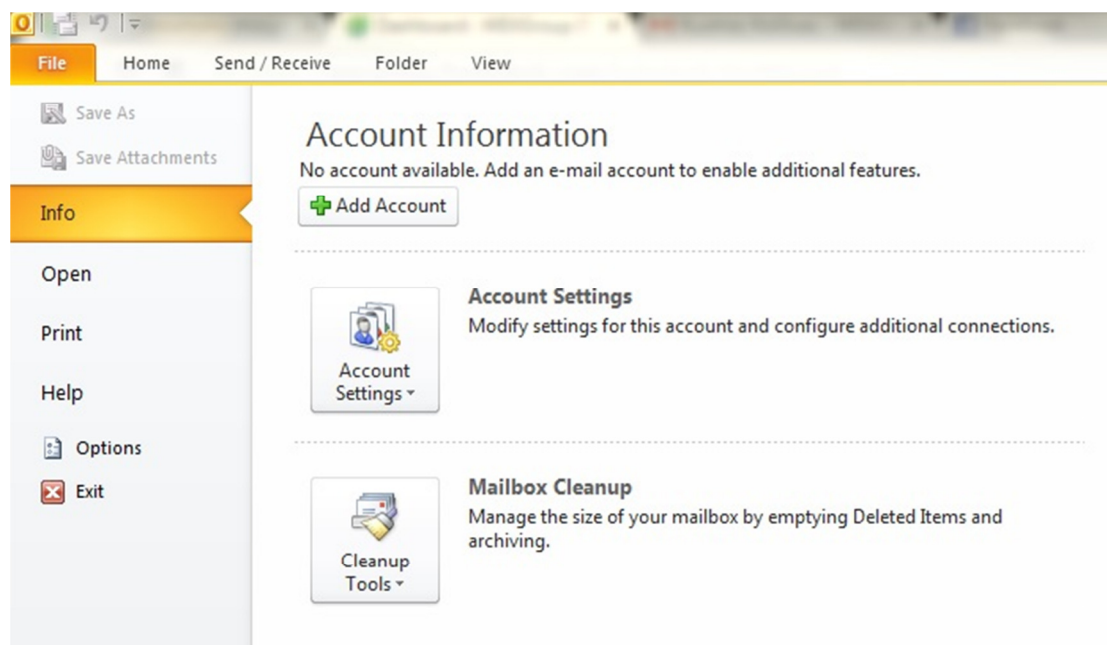 File Home Send / Receive Folder View
Save As
Save Attachments
Info
Open
Print
Help
Options
Exit
Account Information
No account available. Add an e-mail account to enable additional features.
Add Account
Account
Settings
Account Settings
Modify settings for this account and configure additional connections.
Cleanup
Tools
Mailbox Cleanup
Manage the size of your mailbox by emptying Deleted Items and
archiving.